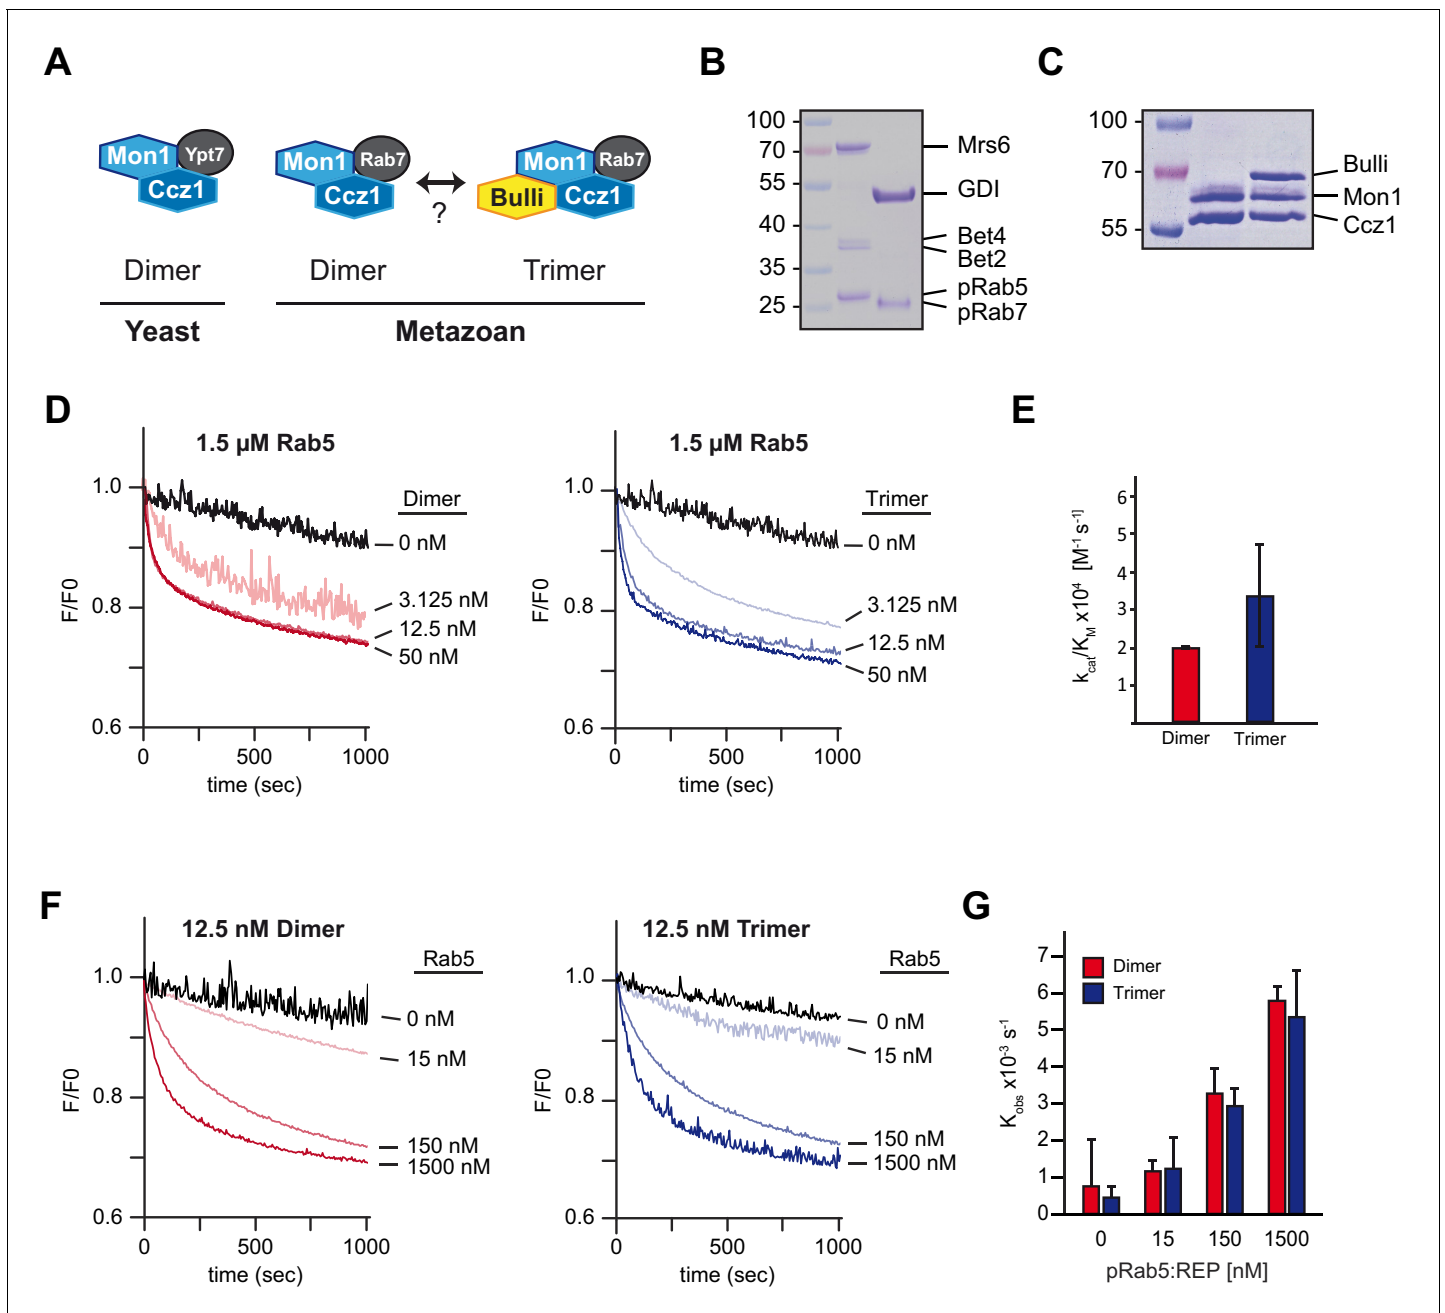 A
Mon1
Ypt7
Ccz1
Mon1
Rab7
Ccz1
?
Mon1
Rab7
Bulli
Ccz1
Dimer
Dimer
Trimer
Yeast
Metazoan
B
100
70
55
40
35
25
Mrs6
GDI
Bet4
Bet2
pRab5
pRab7
C
100
70
55
Bulli
Mon1
Ccz1
D
1.5 µM Rab5
Dimer
1.0
0.8
0.6
F/F0
0 nM
3.125 nM
12.5 nM
50 nM
0
500
1000
time (sec)
1.5 µM Rab5
Trimer
1.0
0.8
0.6
F/F0
0 nM
3.125 nM
12.5 nM
50 nM
0
500
1000
time (sec)
E
kcat/KM x10⁴ [M⁻¹ s⁻¹]
6
5
4
3
2
1
Dimer
Trimer
F
12.5 nM Dimer
Rab5
1.0
0.8
0.6
F/F0
0 nM
15 nM
150 nM
1500 nM
0
500
1000
time (sec)
12.5 nM Trimer
Rab5
1.0
0.8
0.6
F/F0
0 nM
15 nM
150 nM
1500 nM
0
500
1000
time (sec)
G
Kobs x10⁻³ s⁻¹
7
6
5
4
3
2
1
0
Dimer
Trimer
0
15
150
1500
pRab5:REP [nM]